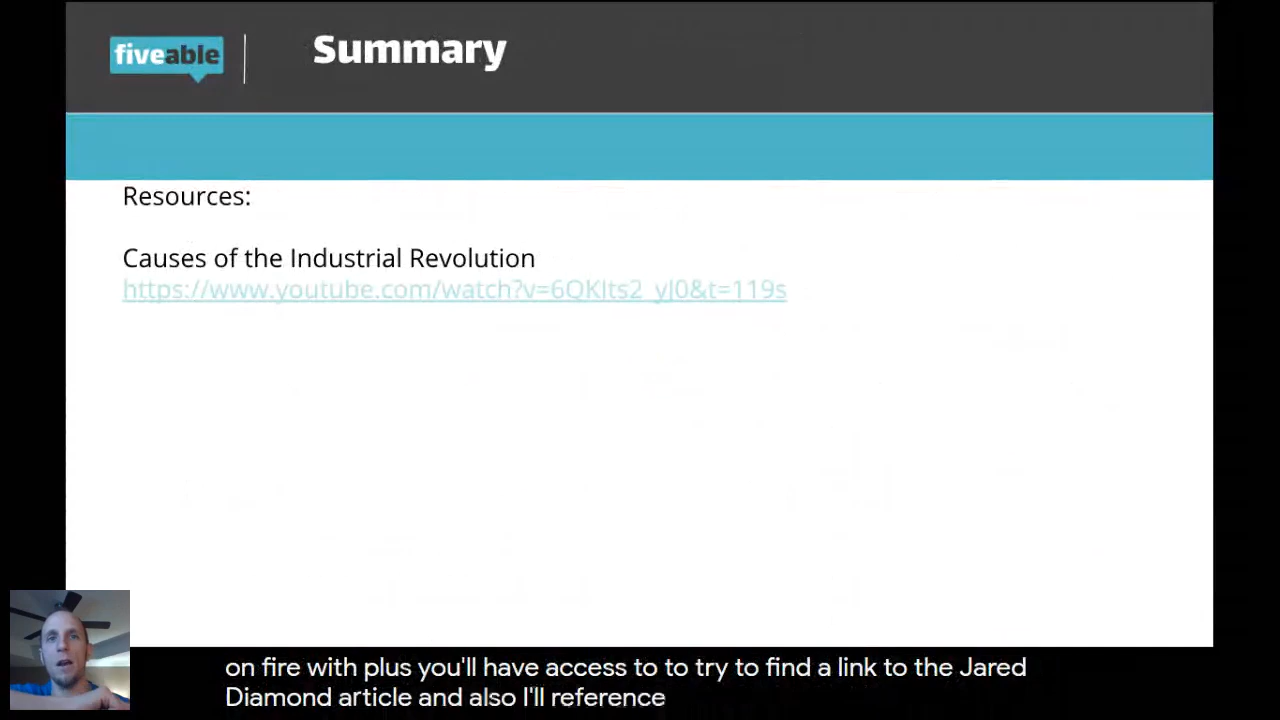 fiveable
Summary
Resources:
Causes of the Industrial Revolution
https://www.youtube.com/watch?v=6QKIts2_yJ0&t=119s
on fire with plus you'll have access to to try to find a link to the Jared
Diamond article and also I'll reference